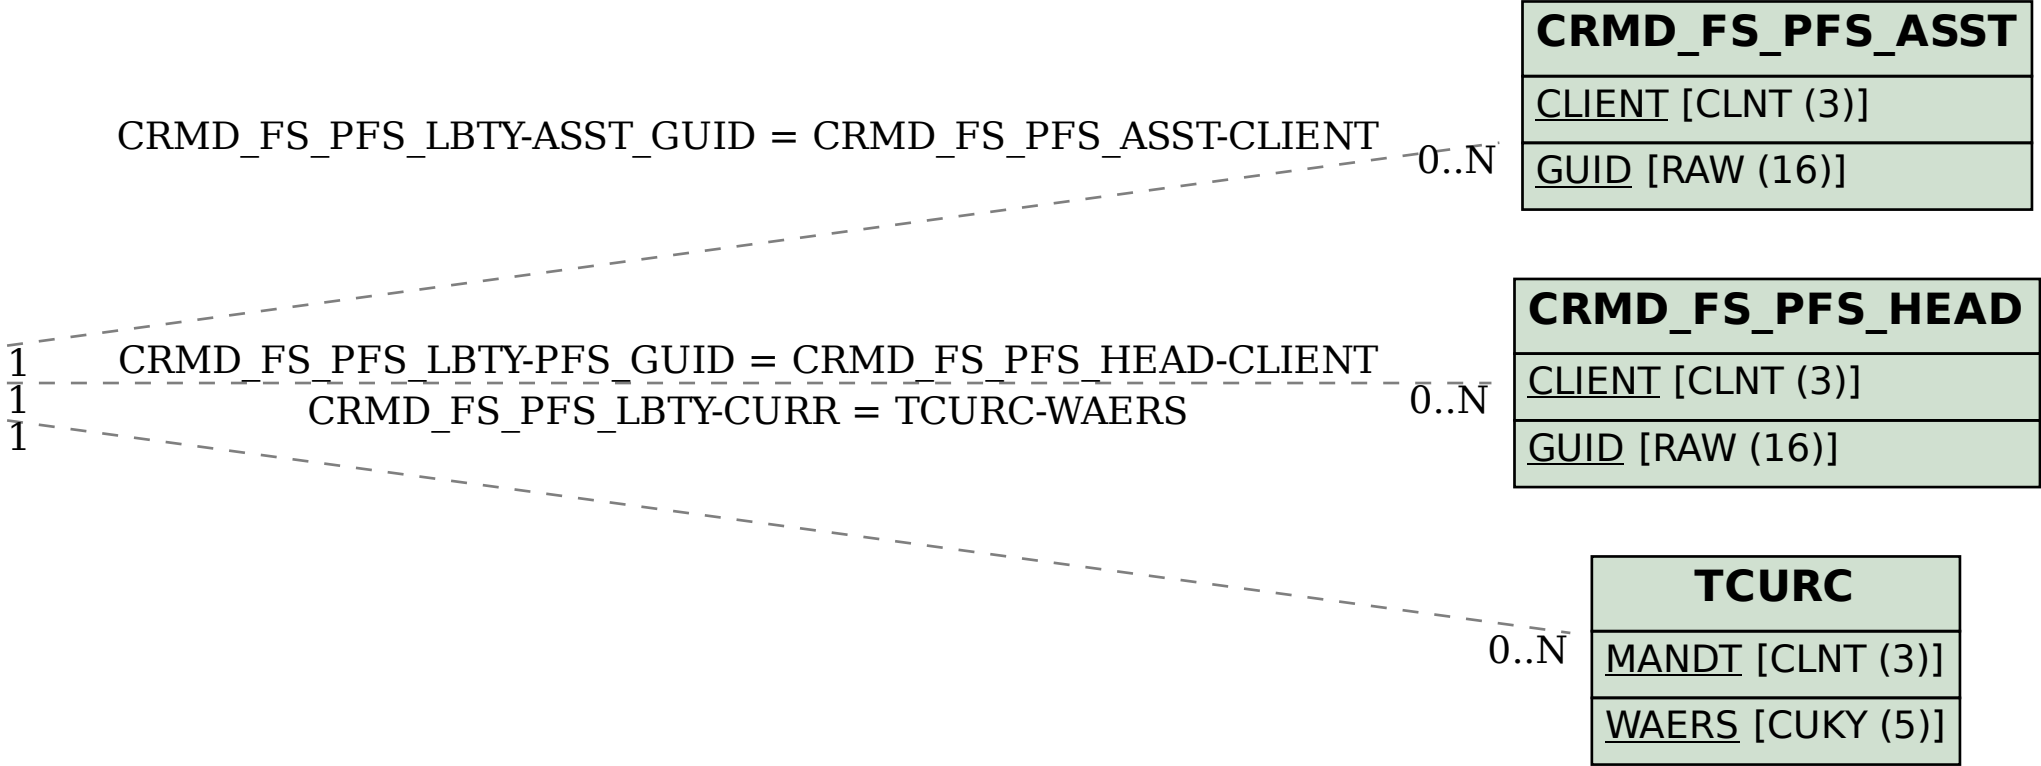 CRMD_FS_PFS_ASST
CLIENT [CLNT (3)]
GUID [RAW (16)]
CRMD_FS_PFS_LBTY-ASST_GUID = CRMD_FS_PFS_ASST-CLIENT
0..N
1
CRMD_FS_PFS_HEAD
CLIENT [CLNT (3)]
GUID [RAW (16)]
CRMD_FS_PFS_LBTY-PFS_GUID = CRMD_FS_PFS_HEAD-CLIENT
0..N
1
CRMD_FS_PFS_LBTY-CURR = TCURC-WAERS
1
0..N
TCURC
MANDT [CLNT (3)]
WAERS [CUKY (5)]